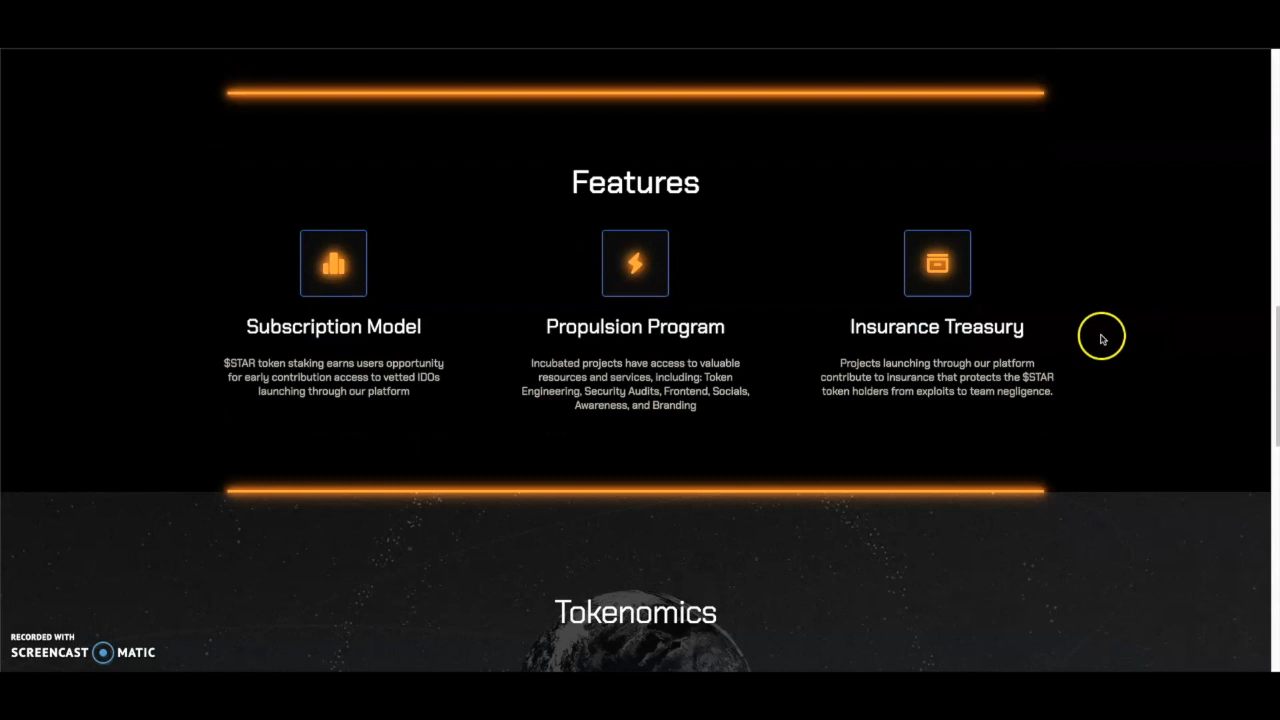 Features
Subscription Model
$STAR token staking earns users opportunity
for early contribution access to vetted IDOs
launching through our platform
Propulsion Program
Incubated projects have access to valuable
resources and services, including: Token
Engineering, Security Audits, Frontend, Socials,
Awareness, and Branding
Insurance Treasury
Projects launching through our platform
contribute to insurance that protects the $STAR
token holders from exploits to team negligence.
Tokenomics
RECORDED WITH
SCREENCAST MATIC